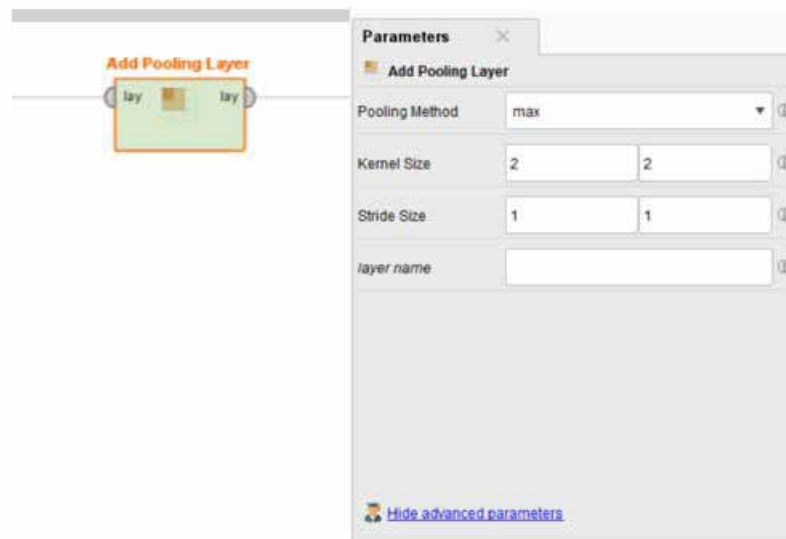 Add Pooling Layer
lay lay
Parameters
Add Pooling Layer
Pooling Method max
Kernel Size 2 2
Stride Size 1 1
layer name
Hide advanced parameters